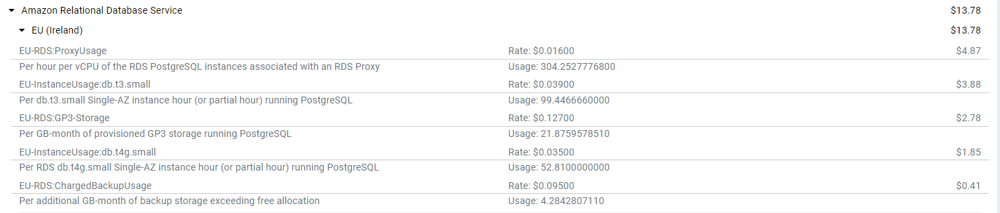 Amazon Relational Database Service $13.78
EU (Ireland) $13.78
EU-RDS:ProxyUsage Rate: $0.01600 $4.87
Per hour per vCPU of the RDS PostgreSQL instances associated with an RDS Proxy Usage: 304.2527776800
EU-InstanceUsage:db.t3.small Rate: $0.03900 $3.88
Per db.t3.small Single-AZ instance hour (or partial hour) running PostgreSQL Usage: 99.4466660000
EU-RDS:GP3-Storage Rate: $0.12700 $2.78
Per GB-month of provisioned GP3 storage running PostgreSQL Usage: 21.8759578510
EU-InstanceUsage:db.t4g.small Rate: $0.03500 $1.85
Per RDS db.t4g.small Single-AZ instance hour (or partial hour) running PostgreSQL Usage: 52.8100000000
EU-RDS:ChargedBackupUsage Rate: $0.09500 $0.41
Per additional GB-month of backup storage exceeding free allocation Usage: 4.2842807110